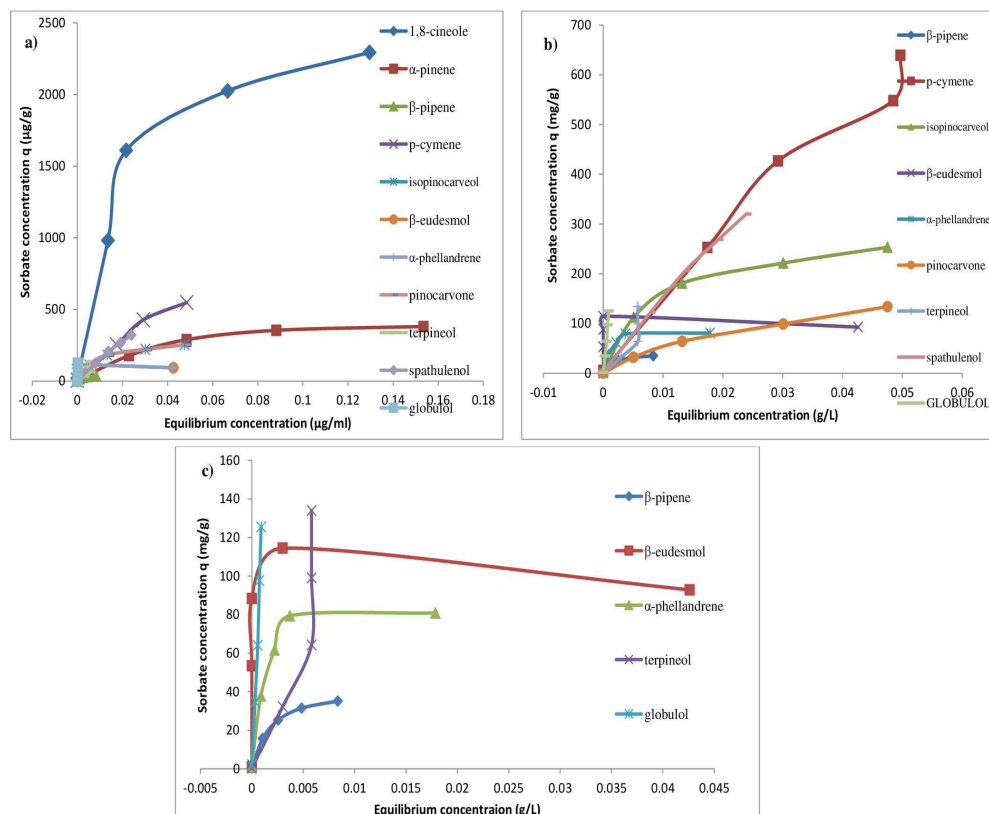 a)
2500
2000
1500
1000
500
0
-0.02
0
0.02
0.04
0.06
0.08
0.1
0.12
0.14
0.16
0.18
Sorbate concentration q (µg/g)
Equilibrium concentration (µg/ml)
1,8-cineole
α-pinene
β-pipene
p-cymene
isopinocarveol
β-eudesmol
α-phellandrene
pinocarvone
terpineol
spathulenol
globulol
b)
700
600
500
400
300
200
100
0
-0.01
0
0.01
0.02
0.03
0.04
0.05
0.06
Sorbate concentration q (mg/g)
Equilibrium concentration (g/L)
β-pipene
p-cymene
isopinocarveol
β-eudesmol
α-phellandrene
pinocarvone
terpineol
spathulenol
GLOBULOL
c)
160
140
120
100
80
60
40
20
0
-0.005
0
0.005
0.01
0.015
0.02
0.025
0.03
0.035
0.04
0.045
Sorbate concentration q (mg/g)
Equilibrium concentraion (g/L)
β-pipene
β-eudesmol
α-phellandrene
terpineol
globulol